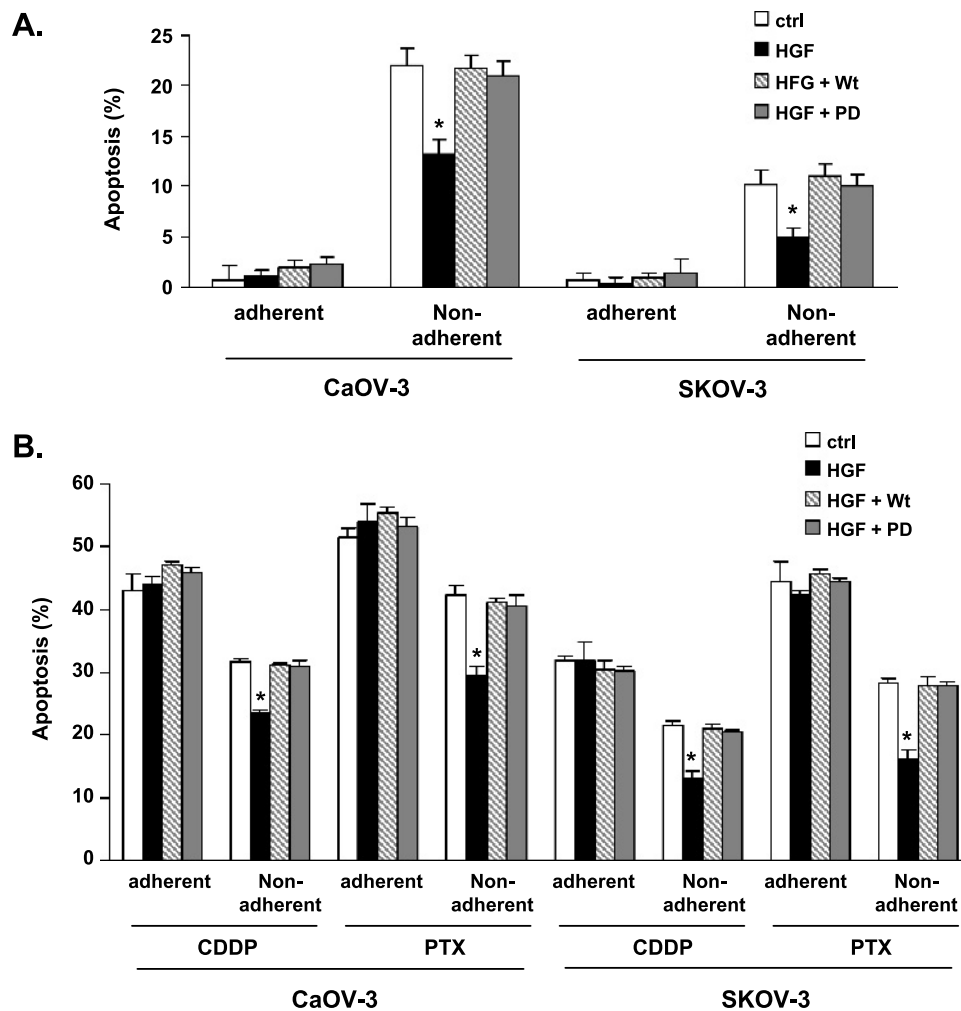 A.
ctrl
HGF
HFG + Wt
HGF + PD
Apoptosis (%)
25
20
15
10
5
0
*
*
adherent
Non-
adherent
adherent
Non-
adherent
CaOV-3
SKOV-3
B.
ctrl
HGF
HGF + Wt
HGF + PD
Apoptosis (%)
60
50
40
30
20
10
0
*
*
*
*
adherent
Non-
adherent
adherent
Non-
adherent
adherent
Non-
adherent
adherent
Non-
adherent
CDDP
PTX
CDDP
PTX
CaOV-3
SKOV-3